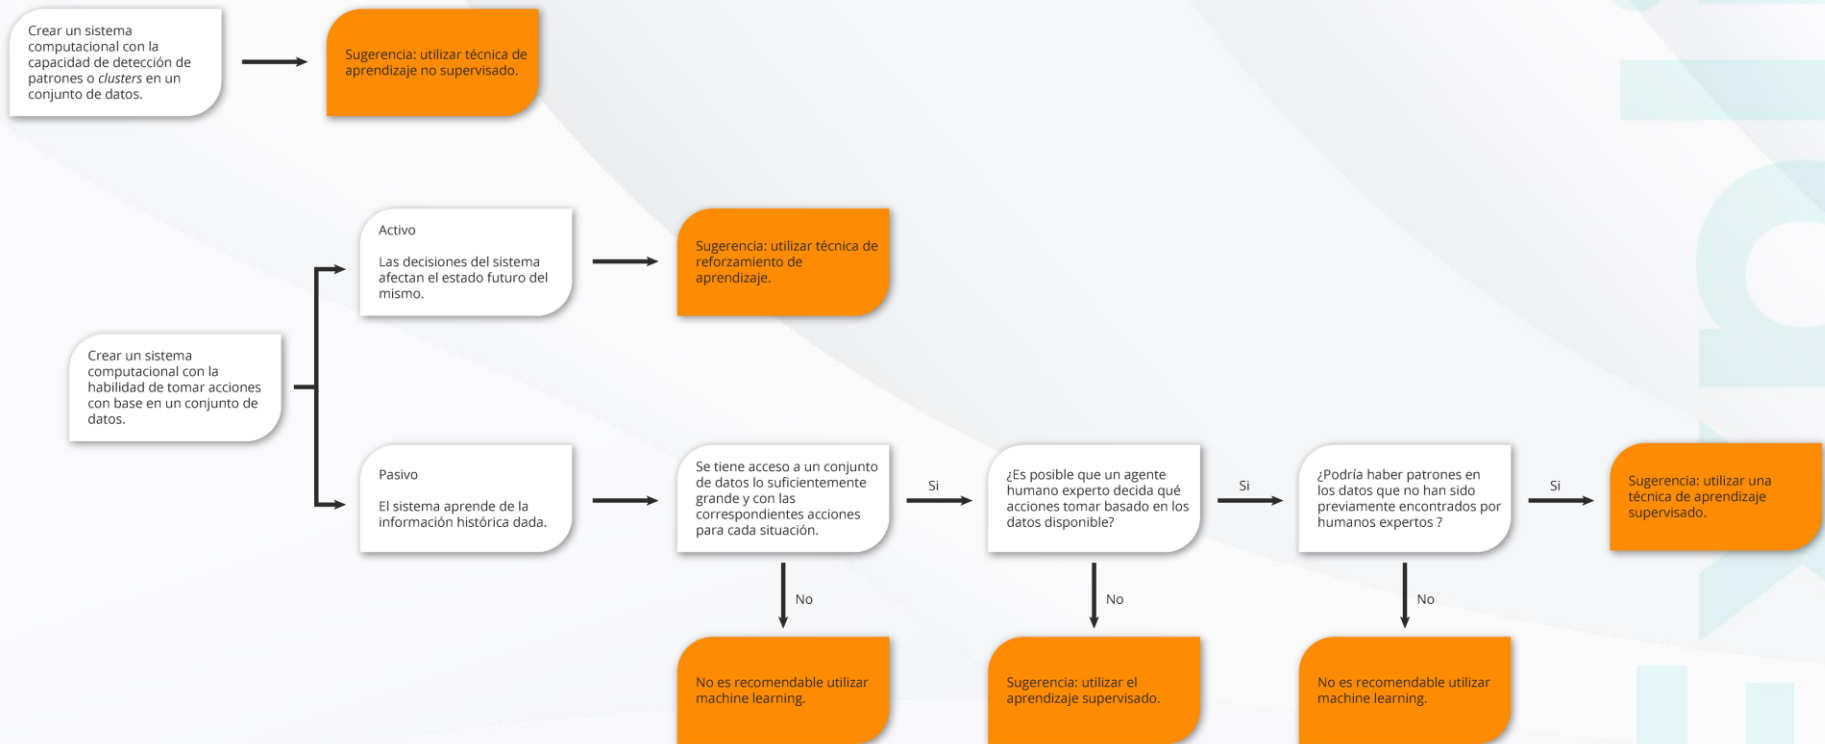 Crear un sistema
computacional con la
capacidad de detección de
patrones o clusters en un
conjunto de datos.
Sugerencia: utilizar técnica de
aprendizaje no supervisado.
Activo
Las decisiones del sistema
afectan el estado futuro del
mismo.
Sugerencia: utilizar técnica de
reforzamiento de
aprendizaje.
Crear un sistema
computacional con la
habilidad de tomar acciones
con base en un conjunto de
datos.
Pasivo
El sistema aprende de la
información histórica dada.
Se tiene acceso a un conjunto
de datos lo suficientemente
grande y con las
correspondientes acciones
para cada situación.
Si
¿Es posible que un agente
humano experto decida qué
acciones tomar basado en los
datos disponible?
Si
¿Podría haber patrones en
los datos que no han sido
previamente encontrados por
humanos expertos ?
Si
Sugerencia: utilizar una
técnica de aprendizaje
supervisado.
No
No
No
No es recomendable utilizar
machine learning.
Sugerencia: utilizar el
aprendizaje supervisado.
No es recomendable utilizar
machine learning.